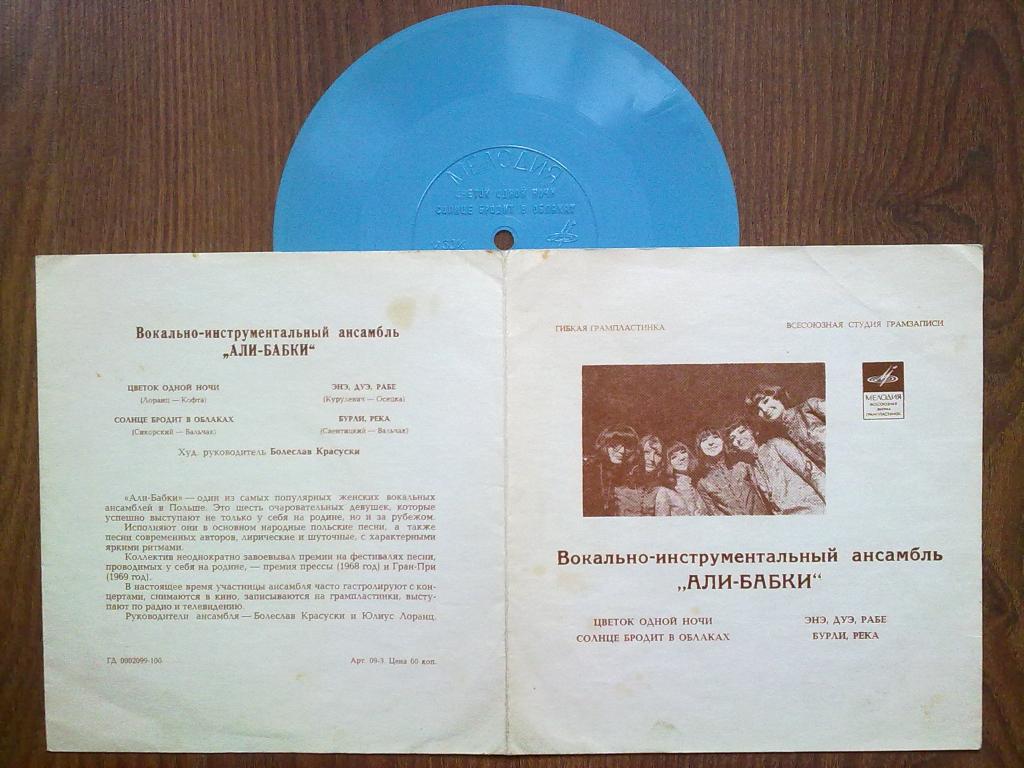 МЕЛОДИЯ
ЦВЕТОК ОДНОЙ НОЧИ
СОЛНЦЕ БРОДИТ В ОБЛАКАХ
Вокально-инструментальный ансамбль
„АЛИ-БАБКИ“
ЦВЕТОК ОДНОЙ НОЧИ
(Лоранц — Кофта)
СОЛНЦЕ БРОДИТ В ОБЛАКАХ
(Сикорский — Вальчак)
ЭНЭ, ДУЭ, РАБЕ
(Курулевич — Осецка)
БУРЛИ, РЕКА
(Свентицкий — Вальчак)
Худ. руководитель Болеслав Красуски
«Али-Бабки» — один из самых популярных женских вокальных
ансамблей в Польше. Это шесть очаровательных девушек, которые
успешно выступают не только у себя на родине, но и за рубежом.
Исполняют они в основном народные польские песни, а также
песни современных авторов, лирические и шуточные, с характерными
яркими ритмами.
Коллектив неоднократно завоевывал премии на фестивалях песни,
проводимых у себя на родине, — премия прессы (1968 год) и Гран-При
(1969 год).
В настоящее время участницы ансамбля часто гастролируют с кон-
цертами, снимаются в кино, записываются на грампластинки, высту-
пают по радио и телевидению.
Руководители ансамбля — Болеслав Красуски и Юлиус Лоранц.
ГД 0002099-100
Арт. 09-3. Цена 60 коп.
ГИБКАЯ ГРАМПЛАСТИНКА
ВСЕСОЮЗНАЯ СТУДИЯ ГРАМЗАПИСИ
МЕЛОДИЯ
ВСЕСОЮЗНАЯ
ФИРМА
ГРАМПЛАСТИНОК
Вокально-инструментальный ансамбль
„АЛИ-БАБКИ“
ЦВЕТОК ОДНОЙ НОЧИ
СОЛНЦЕ БРОДИТ В ОБЛАКАХ
ЭНЭ, ДУЭ, РАБЕ
БУРЛИ, РЕКА